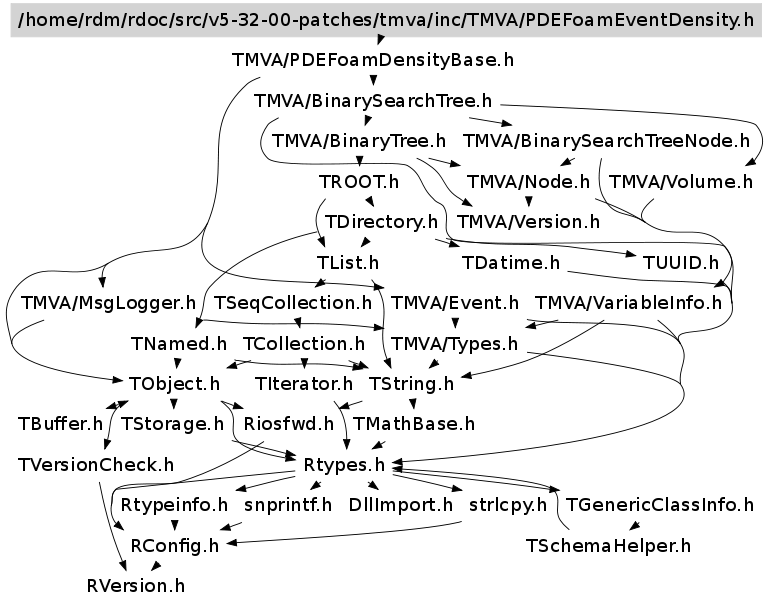 /home/rdm/rdoc/src/v5-32-00-patches/tmva/inc/TMVA/PDEFoamEventDensity.h
TMVA/PDEFoamDensityBase.h
TMVA/BinarySearchTree.h
TMVA/BinaryTree.h
TMVA/BinarySearchTreeNode.h
TROOT.h
TMVA/Node.h
TMVA/Volume.h
TDirectory.h
TMVA/Version.h
TList.h
TDatime.h
TUUID.h
TMVA/MsgLogger.h
TSeqCollection.h
TMVA/Event.h
TMVA/VariableInfo.h
TNamed.h
TCollection.h
TMVA/Types.h
TObject.h
TIterator.h
TString.h
TBuffer.h
TStorage.h
Riosfwd.h
TMathBase.h
TVersionCheck.h
Rtypes.h
Rtypeinfo.h
snprintf.h
DllImport.h
strlcpy.h
TGenericClassInfo.h
RConfig.h
TSchemaHelper.h
RVersion.h